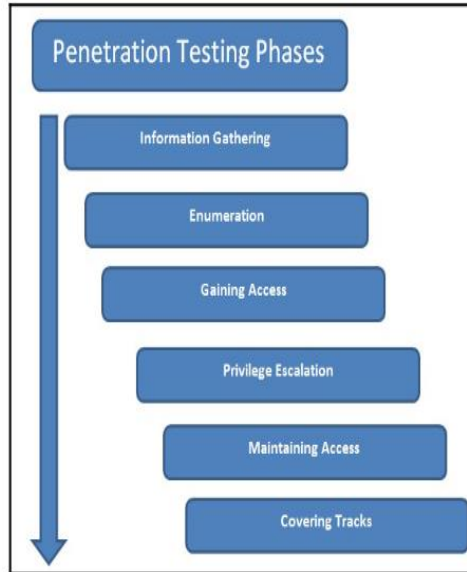 Penetration Testing Phases
Information Gathering
Enumeration
Gaining Access
Privilege Escalation
Maintaining Access
Covering Tracks